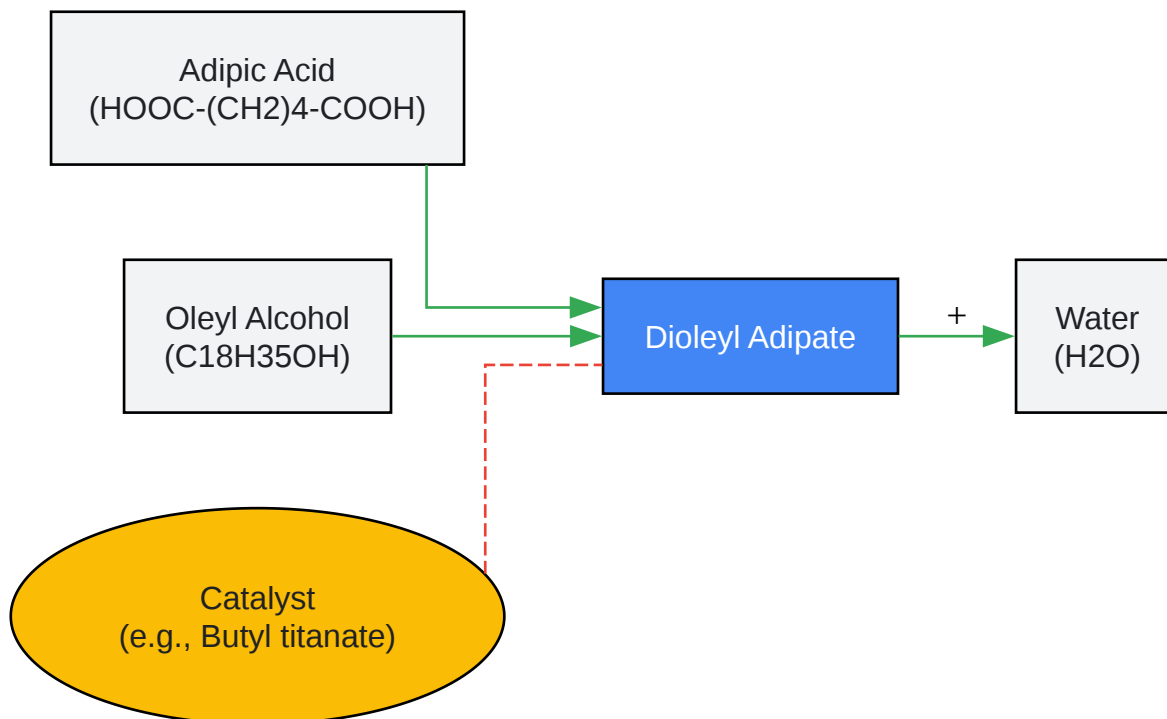 Adipic Acid
(HOOC-(CH2)4-COOH)
Oleyl Alcohol
(C18H35OH)
Dioleyl Adipate
+
Water
(H2O)
Catalyst
(e.g., Butyl titanate)